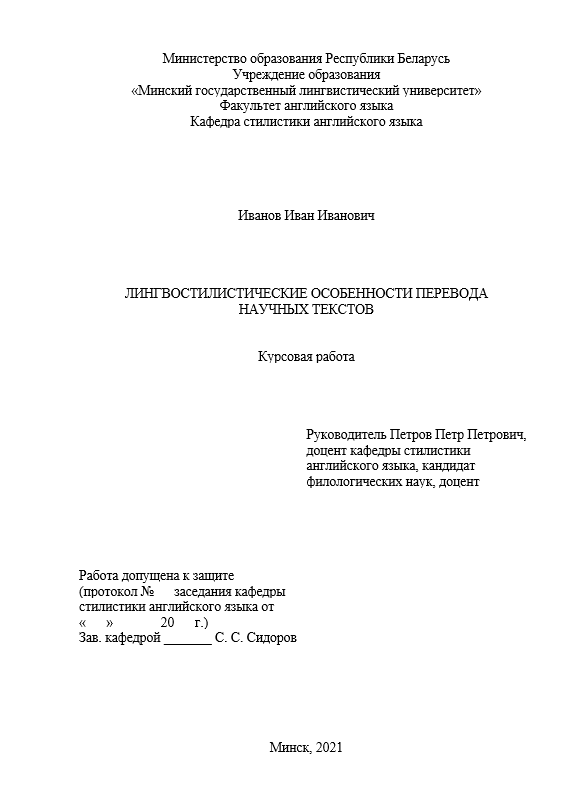 Министерство образования Республики Беларусь
Учреждение образования
«Минский государственный лингвистический университет»
Факультет английского языка
Кафедра стилистики английского языка
Иванов Иван Иванович
ЛИНГВОСТИЛИСТИЧЕСКИЕ ОСОБЕННОСТИ ПЕРЕВОДА
НАУЧНЫХ ТЕКСТОВ
Курсовая работа
Руководитель Петров Петр Петрович,
доцент кафедры стилистики
английского языка, кандидат
филологических наук, доцент
Работа допущена к защите
(протокол № заседания кафедры
стилистики английского языка от
« » 20 г.)
Зав. кафедрой _______ С. С. Сидоров
Минск, 2021